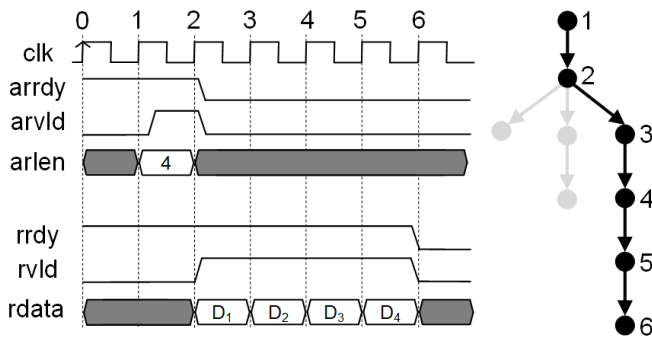 0 1 2 3 4 5 6
clk
arrdy
arvld
arlen 4
rrdy
rvld
rdata D₁ D₂ D₃ D₄
1
2
3
4
5
6